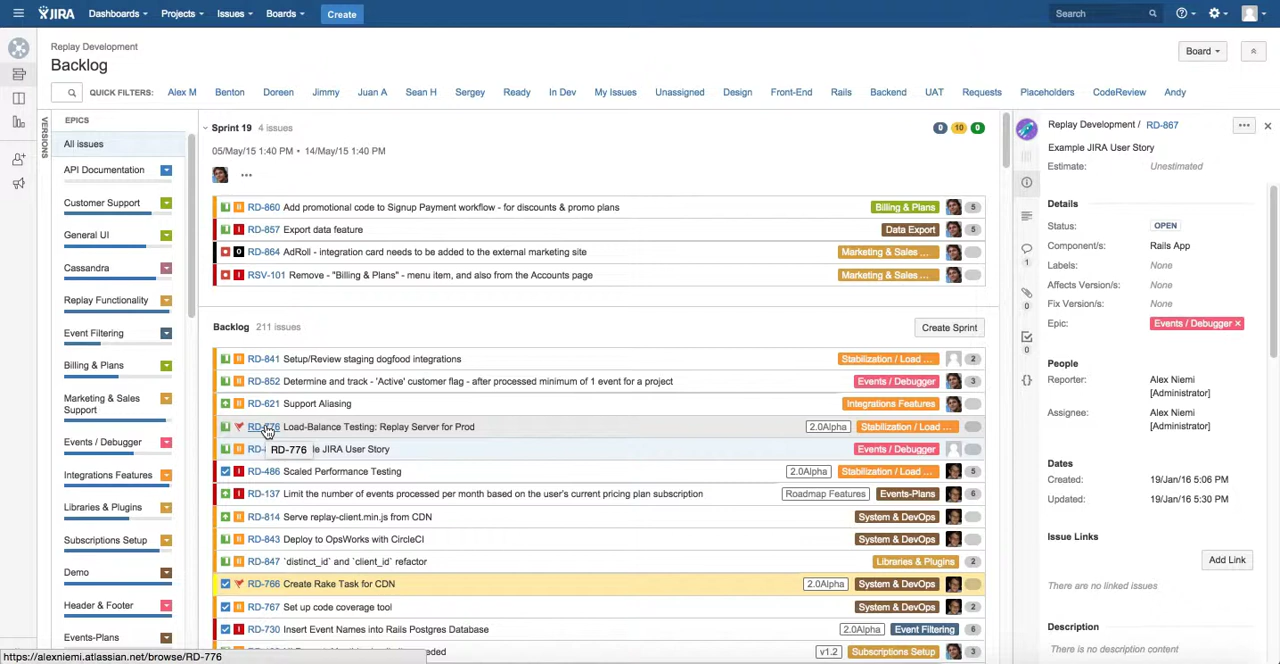 JIRA Dashboards Projects Issues Boards Create Search
Replay Development
Backlog
Board
QUICK FILTERS: Alex M Benton Doreen Jimmy Juan A Sean H Sergey Ready In Dev My Issues Unassigned Design Front-End Rails Backend UAT Requests Placeholders CodeReview Andy
VERSIONS
EPICS
All issues
API Documentation
Customer Support
General UI
Cassandra
Replay Functionality
Event Filtering
Billing & Plans
Marketing & Sales
Support
Events / Debugger
Integrations Features
Libraries & Plugins
Subscriptions Setup
Demo
Header & Footer
Events-Plans
Sprint 19 4 issues
0 10 0
05/May/15 1:40 PM • 14/May/15 1:40 PM
RD-860 Add promotional code to Signup Payment workflow - for discounts & promo plans Billing & Plans 5
RD-857 Export data feature Data Export 5
RD-864 AdRoll - integration card needs to be added to the external marketing site Marketing & Sales ...
RSV-101 Remove - "Billing & Plans" - menu item, and also from the Accounts page Marketing & Sales ...
Backlog 211 issues Create Sprint
RD-841 Setup/Review staging dogfood integrations Stabilization / Load ... 2
RD-852 Determine and track - 'Active' customer flag - after processed minimum of 1 event for a project Events / Debugger 3
RD-621 Support Aliasing Integrations Features
RD-776 Load-Balance Testing: Replay Server for Prod 2.0Alpha Stabilization / Load ...
RD- le JIRA User Story Events / Debugger
RD-776
RD-486 Scaled Performance Testing 2.0Alpha Stabilization / Load ... 5
RD-137 Limit the number of events processed per month based on the user's current pricing plan subscription Roadmap Features Events-Plans 6
RD-814 Serve replay-client.min.js from CDN System & DevOps
RD-843 Deploy to OpsWorks with CircleCI System & DevOps
RD-847 `distinct_id` and `client_id` refactor Libraries & Plugins 2
RD-766 Create Rake Task for CDN 2.0Alpha System & DevOps
RD-767 Set up code coverage tool System & DevOps 2
RD-730 Insert Event Names into Rails Postgres Database 2.0Alpha Event Filtering 6
v1.2 Subscriptions Setup 3
https://alexniemi.atlassian.net/browse/RD-776
Replay Development / RD-867
Example JIRA User Story
Estimate: Unestimated
Details
Status: OPEN
Component/s: Rails App
Labels: None
Affects Version/s: None
Fix Version/s: None
Epic: Events / Debugger ×
People
Reporter: Alex Niemi
[Administrator]
Assignee: Alex Niemi
[Administrator]
Dates
Created: 19/Jan/16 5:06 PM
Updated: 19/Jan/16 5:30 PM
Issue Links
Add Link
There are no linked issues
Description
There is no description content
1
0
0